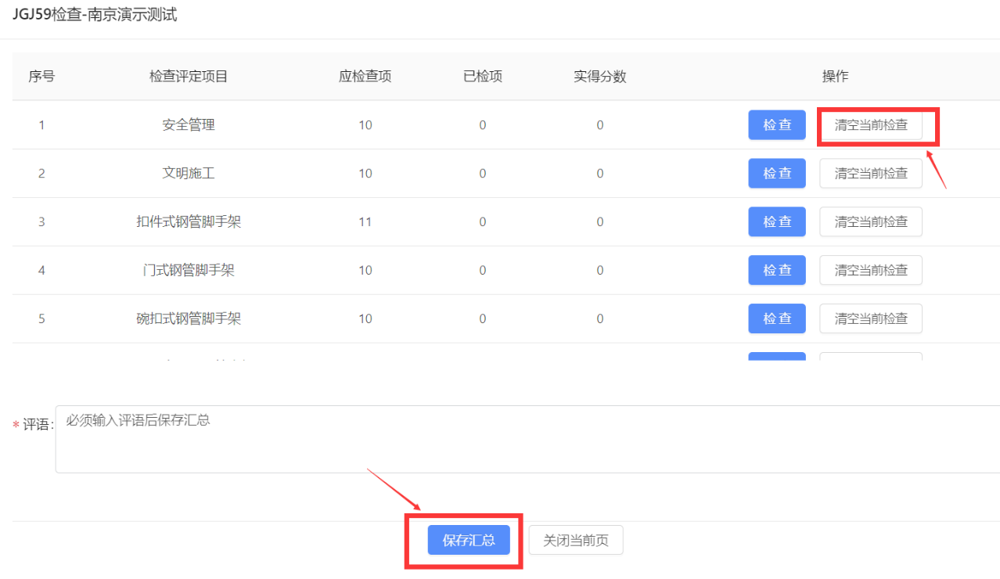 JGJ59检查-南京演示测试
序号 检查评定项目 应检查项 已检项 实得分数 操作
1 安全管理 10 0 0 检查 清空当前检查
2 文明施工 10 0 0 检查 清空当前检查
3 扣件式钢管脚手架 11 0 0 检查 清空当前检查
4 门式钢管脚手架 10 0 0 检查 清空当前检查
5 碗扣式钢管脚手架 10 0 0 检查 清空当前检查
* 评语: 必须输入评语后保存汇总
保存汇总 关闭当前页